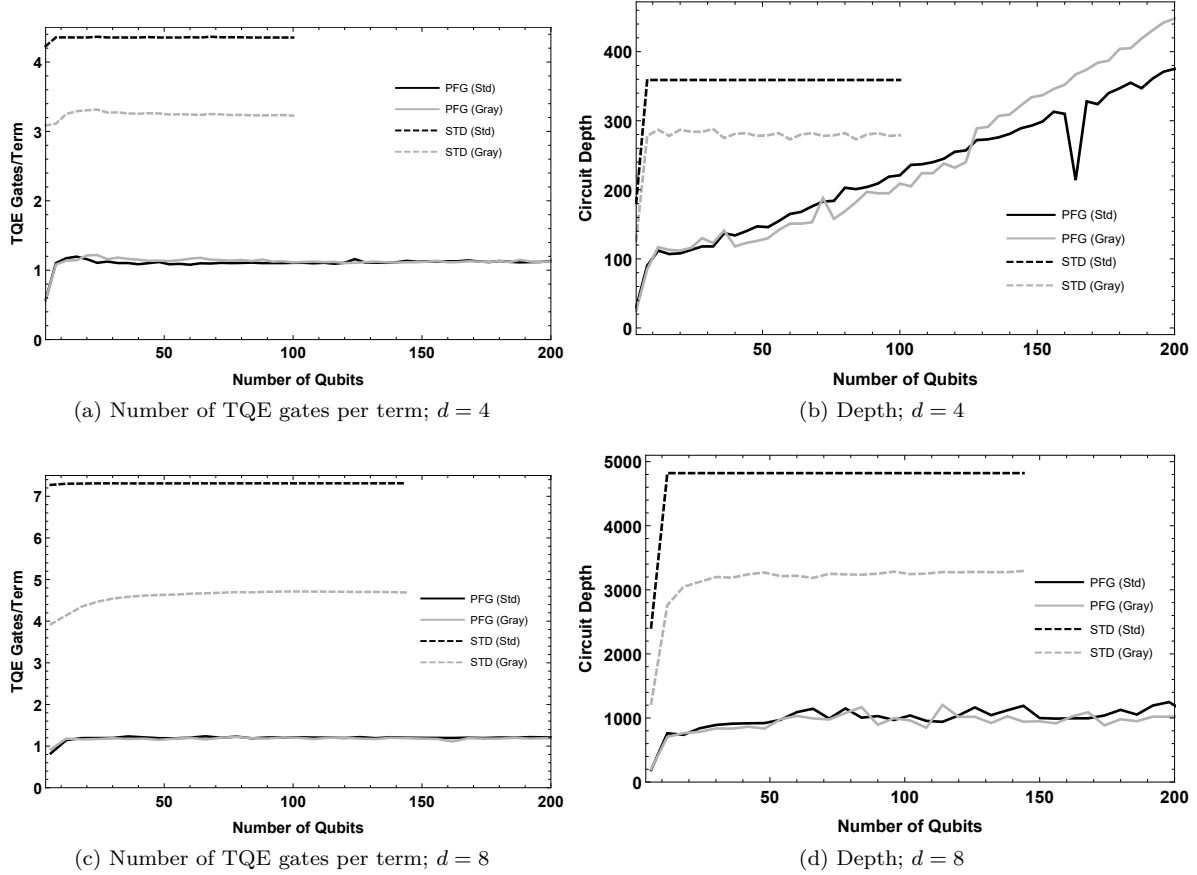 TQE Gates/Term
4
3
2
1
0
50
100
150
200
Number of Qubits
PFG (Std)
PFG (Gray)
STD (Std)
STD (Gray)
(a) Number of TQE gates per term; d = 4
Circuit Depth
400
300
200
100
0
50
100
150
200
Number of Qubits
PFG (Std)
PFG (Gray)
STD (Std)
STD (Gray)
(b) Depth; d = 4
TQE Gates/Term
7
6
5
4
3
2
1
0
50
100
150
200
Number of Qubits
PFG (Std)
PFG (Gray)
STD (Std)
STD (Gray)
(c) Number of TQE gates per term; d = 8
Circuit Depth
5000
4000
3000
2000
1000
0
50
100
150
200
Number of Qubits
PFG (Std)
PFG (Gray)
STD (Std)
STD (Gray)
(d) Depth; d = 8